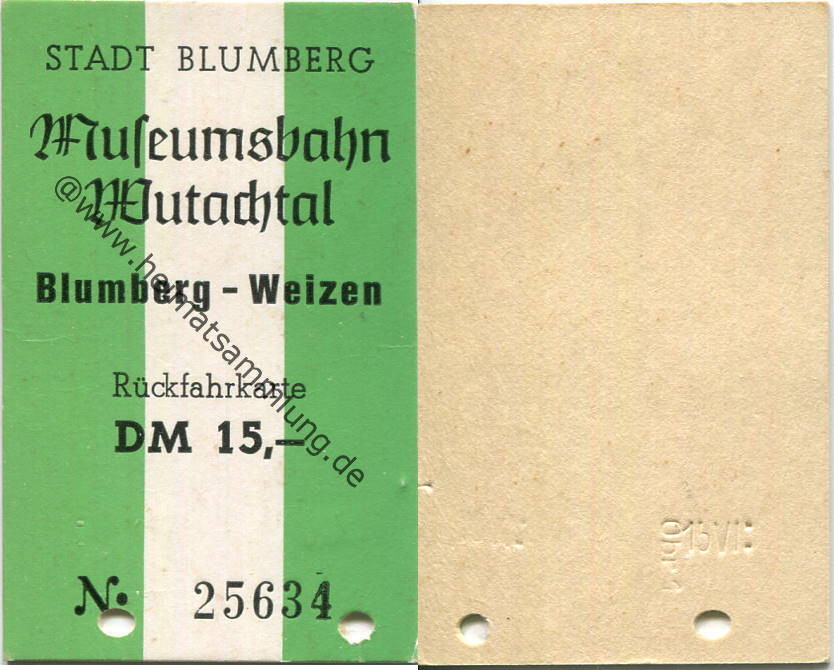 STADT BLUMBERG
Muſeumsbahn
Wutachtal
Blumberg - Weizen
Rückfahrkarte
DM 15,–
№ 25634
@www.heimatsammlung.de